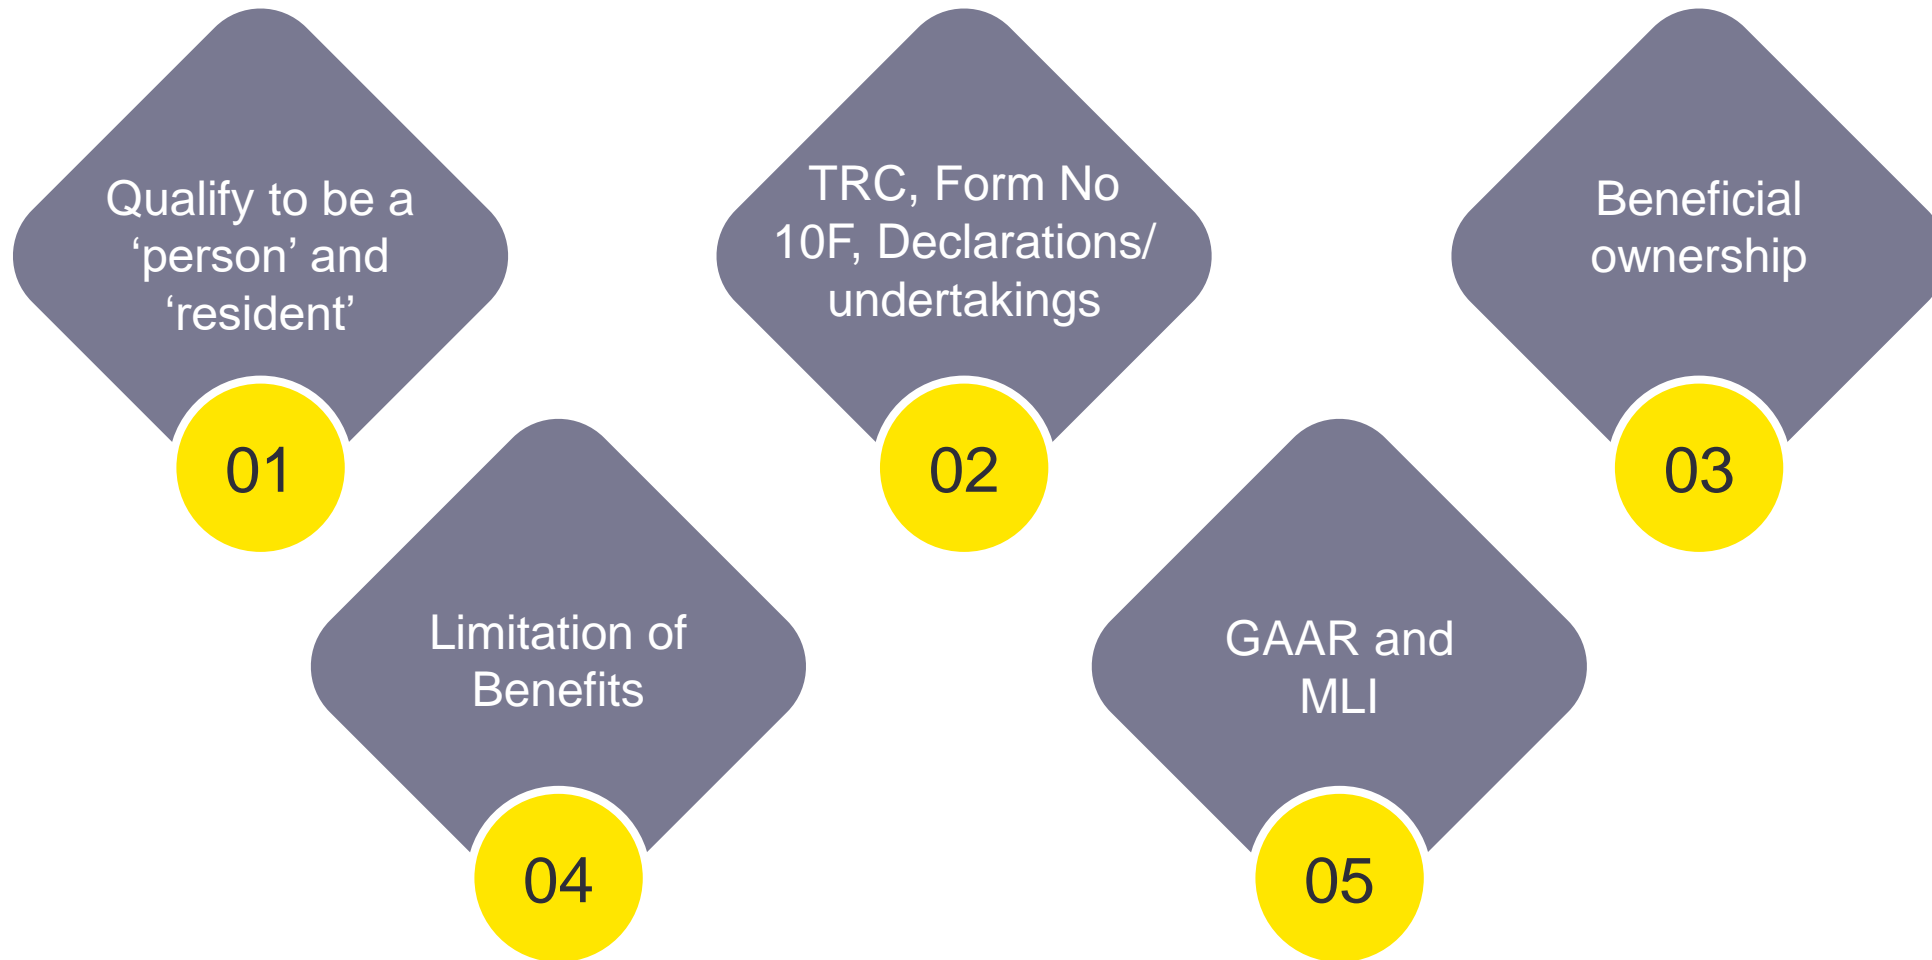 Qualify to be a
‘person’ and
‘resident’
01
TRC, Form No
10F, Declarations/
undertakings
02
Beneficial
ownership
03
Limitation of
Benefits
04
GAAR and
MLI
05